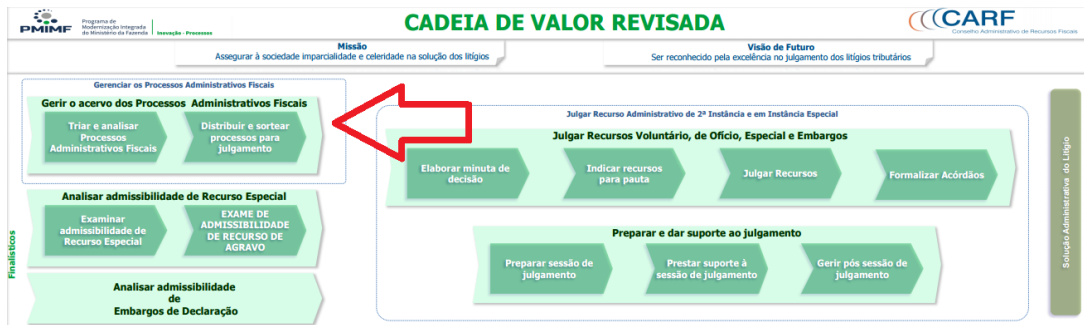 PMIMF
Programa de
Modernização Integrada
do Ministério da Fazenda
Inovação - Processos
CADEIA DE VALOR REVISADA
CARF
Conselho Administrativo de Recursos Fiscais
Missão
Assegurar à sociedade imparcialidade e celeridade na solução dos litígios
Visão de Futuro
Ser reconhecido pela excelência no julgamento dos litígios tributários
Finalísticos
Gerenciar os Processos Administrativos Fiscais
Gerir o acervo dos Processos Administrativos Fiscais
Triar e analisar
Processos
Administrativos Fiscais
Distribuir e sortear
processos para
julgamento
Analisar admissibilidade de Recurso Especial
Examinar
admissibilidade de
Recurso Especial
EXAME DE
ADMISSIBILIDADE
DE RECURSO DE
AGRAVO
Analisar admissibilidade
de
Embargos de Declaração
Julgar Recurso Administrativo de 2ª Instância e em Instância Especial
Julgar Recursos Voluntário, de Ofício, Especial e Embargos
Elaborar minuta de
decisão
Indicar recursos
para pauta
Julgar Recursos
Formalizar Acórdãos
Preparar e dar suporte ao julgamento
Preparar sessão de
julgamento
Prestar suporte à
sessão de julgamento
Gerir pós sessão de
julgamento
Solução Administrativa do Litígio